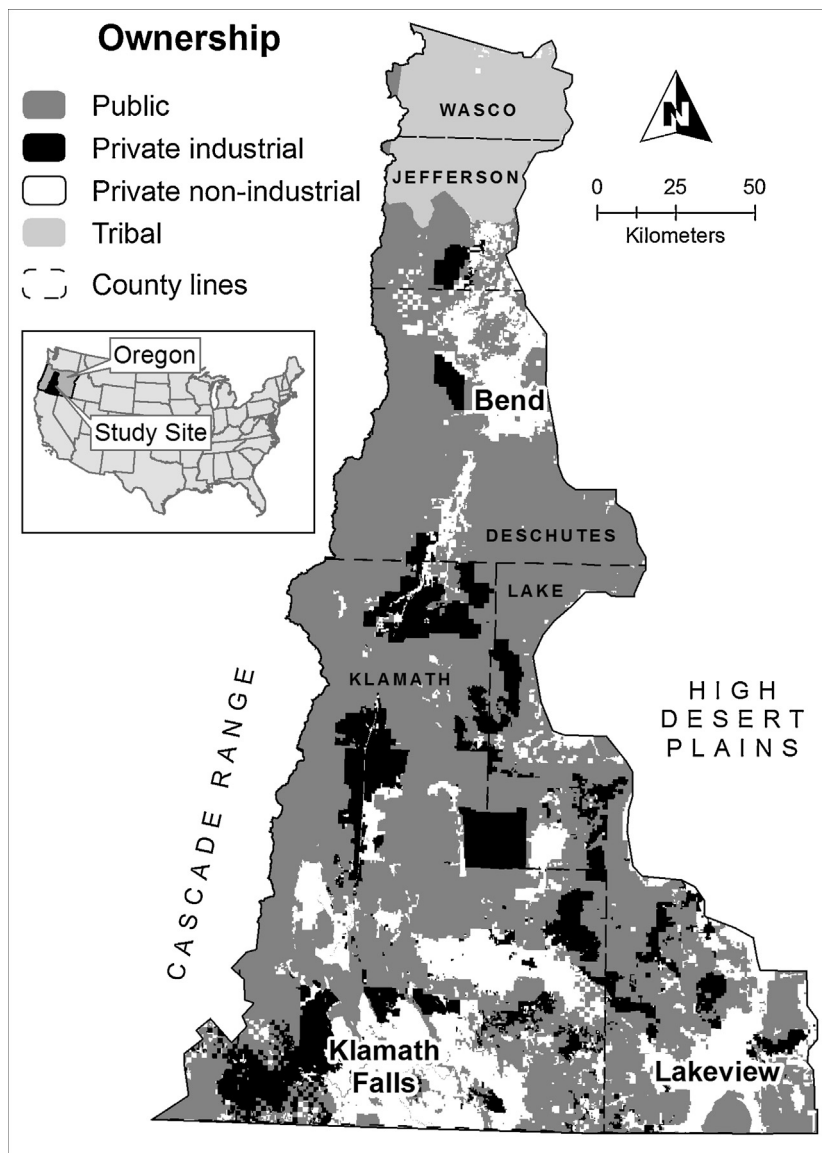 Ownership
Public
Private industrial
Private non-industrial
Tribal
County lines
Oregon
Study Site
N
0 25 50
Kilometers
WASCO
JEFFERSON
Bend
DESCHUTES
LAKE
KLAMATH
HIGH
DESERT
PLAINS
CASCADE RANGE
Klamath
Falls
Lakeview